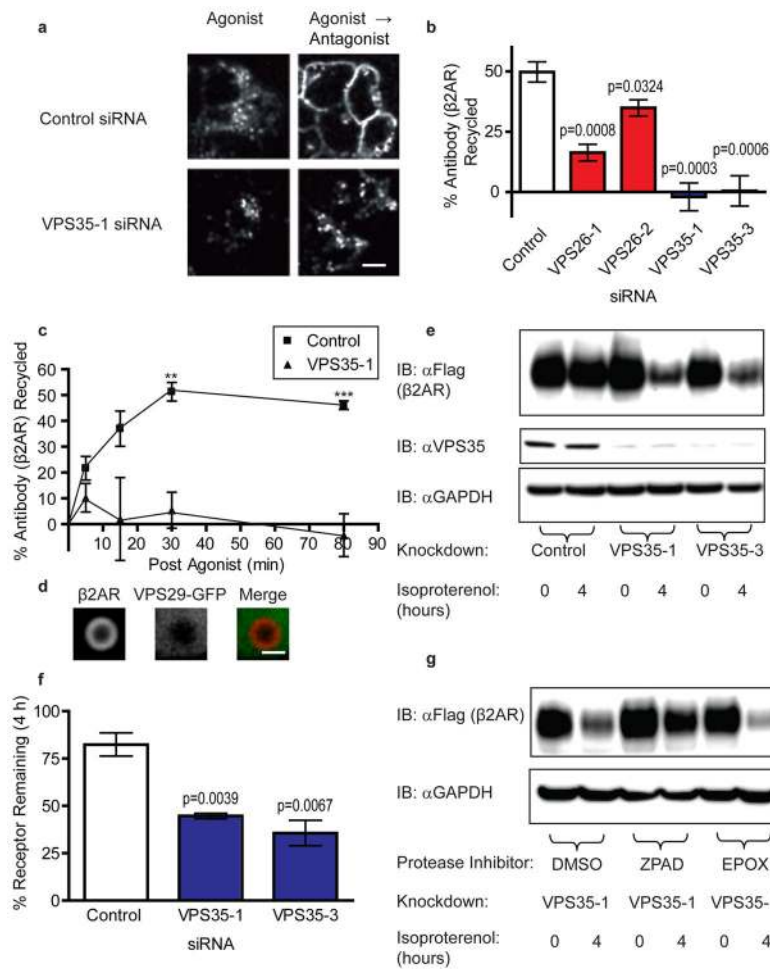 a
Agonist
Agonist →
Antagonist
Control siRNA
VPS35-1 siRNA
b
% Antibody (β2AR)
Recycled
50
25
0
p=0.0008
p=0.0324
p=0.0003
p=0.0006
Control
VPS26-1
VPS26-2
VPS35-1
VPS35-3
siRNA
c
Control
VPS35-1
% Antibody (β2AR) Recycled
60
50
40
30
20
10
0
**
***
10 20 30 40 50 60 70 80 90
Post Agonist (min)
d
β2AR VPS29-GFP Merge
e
IB: αFlag
(β2AR)
IB: αVPS35
IB: αGAPDH
Knockdown: Control VPS35-1 VPS35-3
Isoproterenol: 0 4 0 4 0 4
(hours)
f
% Receptor Remaining (4 h)
100
75
50
25
0
p=0.0039
p=0.0067
Control VPS35-1 VPS35-3
siRNA
g
IB: αFlag (β2AR)
IB: αGAPDH
Protease Inhibitor: DMSO ZPAD EPOX
Knockdown: VPS35-1 VPS35-1 VPS35-
Isoproterenol: 0 4 0 4 0 4
(hours)